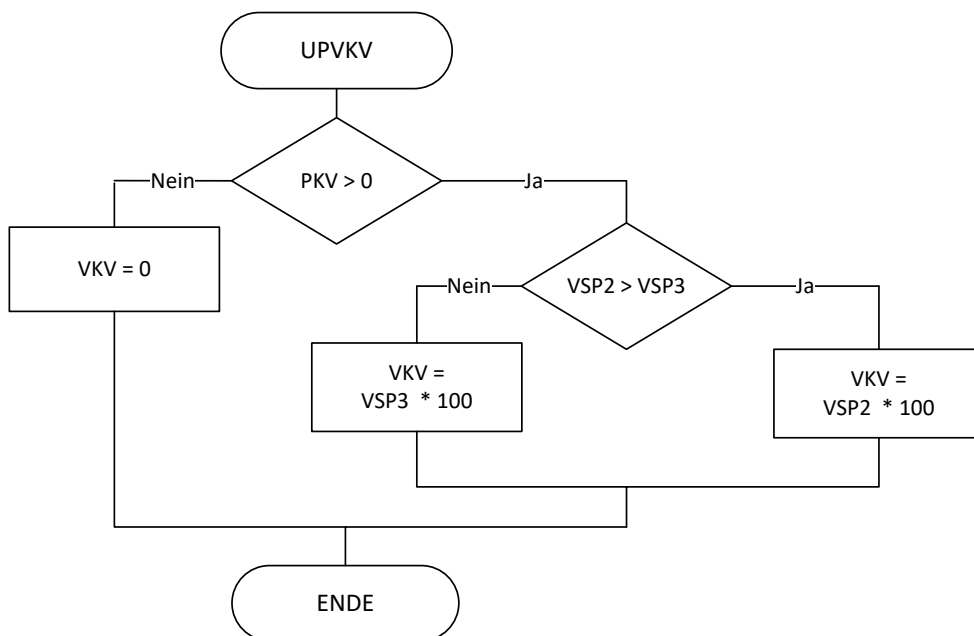 UPVKV
PKV > 0
Nein
Ja
VKV = 0
VSP2 > VSP3
Nein
Ja
VKV =
VSP3 * 100
VKV =
VSP2 * 100
ENDE